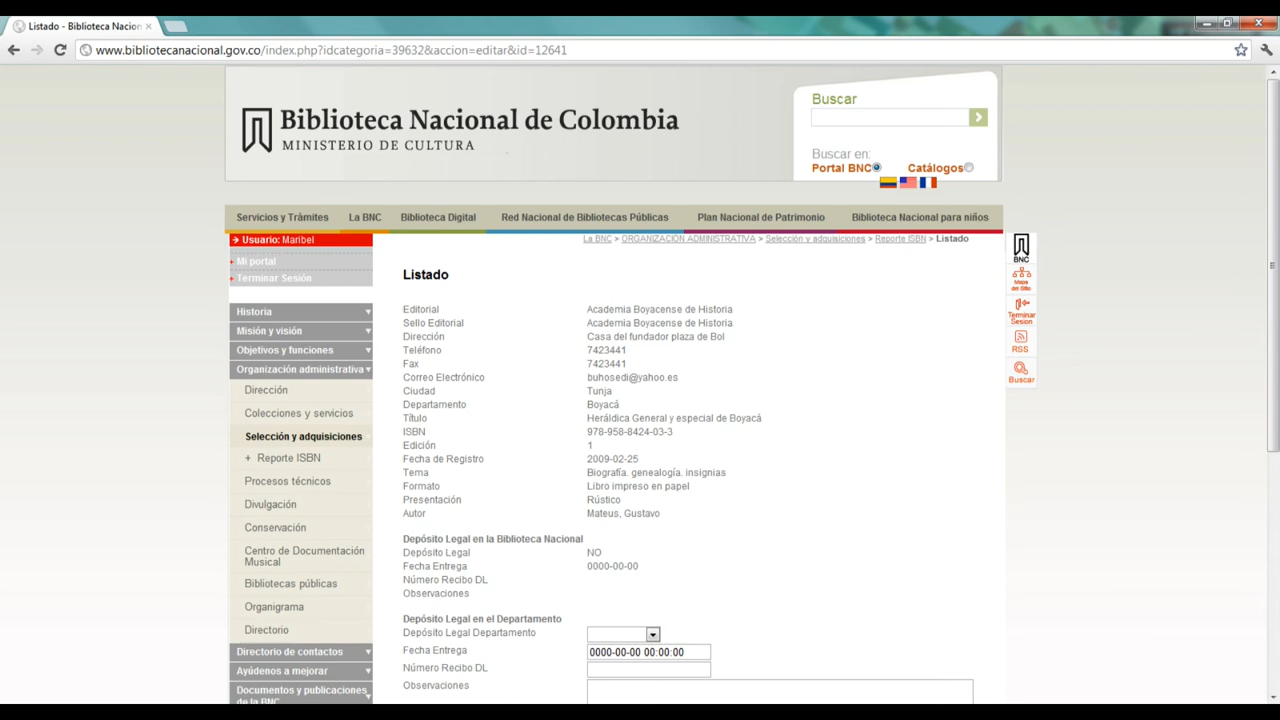 Listado - Biblioteca Nacion
www.bibliotecanacional.gov.co/index.php?idcategoria=39632&accion=editar&id=12641
Biblioteca Nacional de Colombia
MINISTERIO DE CULTURA
Buscar
Buscar en:
Portal BNC Catálogos
Servicios y Tràmites La BNC Biblioteca Digital Red Nacional de Bibliotecas Públicas Plan Nacional de Patrimonio Biblioteca Nacional para niños
Usuario: Maribel
La BNC > ORGANIZACIÓN ADMINISTRATIVA > Selección y adquisiciones > Reporte ISBN > Listado
Mi portal
Terminar Sesión
Historia
Misión y visión
Objetivos y funciones
Organización administrativa
Dirección
Colecciones y servicios
Selección y adquisiciones
+ Reporte ISBN
Procesos técnicos
Divulgación
Conservación
Centro de Documentación
Musical
Bibliotecas públicas
Organigrama
Directorio
Directorio de contactos
Ayúdenos a mejorar
Documentos y publicaciones
de la BNC
Listado
Editorial Academia Boyacense de Historia
Sello Editorial Academia Boyacense de Historia
Dirección Casa del fundador plaza de Bol
Teléfono 7423441
Fax 7423441
Correo Electrónico buhosedi@yahoo.es
Ciudad Tunja
Departamento Boyacá
Título Heráldica General y especial de Boyacá
ISBN 978-958-8424-03-3
Edición 1
Fecha de Registro 2009-02-25
Tema Biografía. genealogía. insignias
Formato Libro impreso en papel
Presentación Rústico
Autor Mateus, Gustavo
Depósito Legal en la Biblioteca Nacional
Depósito Legal NO
Fecha Entrega 0000-00-00
Número Recibo DL
Observaciones
Depósito Legal en el Departamento
Depósito Legal Departamento
Fecha Entrega 0000-00-00 00:00:00
Número Recibo DL
Observaciones
BNC
Mapa
del Sitio
Terminar
Sesion
RSS
Buscar